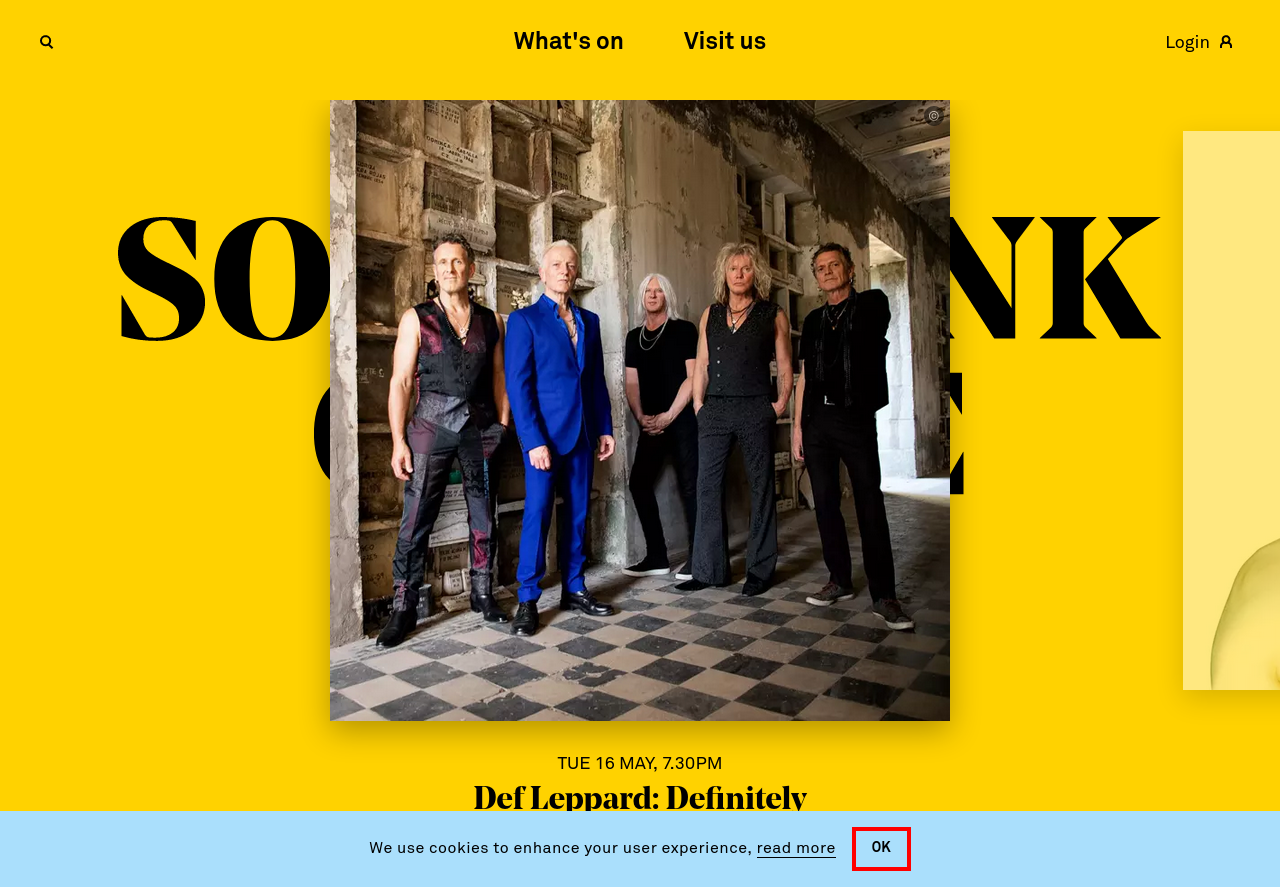 What's on
Visit us
Login
©
SO
NK
TUE 16 MAY, 7.30PM
Def Leppard: Definitely
We use cookies to enhance your user experience, read more
OK